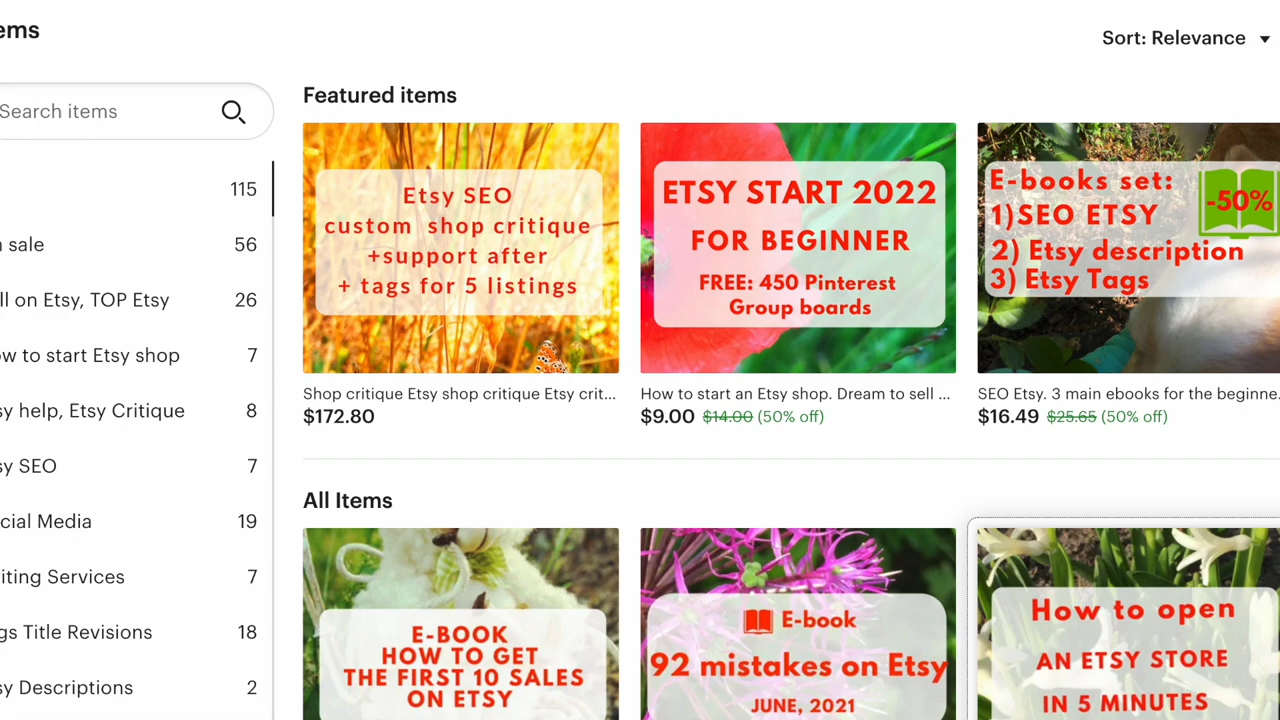 ems
Sort: Relevance
Search items
Featured items
115
sale
56
ll on Etsy, TOP Etsy
26
ow to start Etsy shop
7
sy help, Etsy Critique
8
sy SEO
7
cial Media
19
iting Services
7
gs Title Revisions
18
sy Descriptions
2
Etsy SEO
custom shop critique
+support after
+ tags for 5 listings
Shop critique Etsy shop critique Etsy crit...
$172.80
ETSY START 2022
FOR BEGINNER
FREE: 450 Pinterest
Group boards
How to start an Etsy shop. Dream to sell ...
$9.00 $14.00 (50% off)
E-books set:
-50%
1)SEO ETSY
2) Etsy description
3) Etsy Tags
SEO Etsy. 3 main ebooks for the beginne.
$16.49 $25.65 (50% off)
All Items
E-BOOK
HOW TO GET
THE FIRST 10 SALES
ON ETSY
E-book
92 mistakes on Etsy
JUNE, 2021
How to open
AN ETSY STORE
IN 5 MINUTES